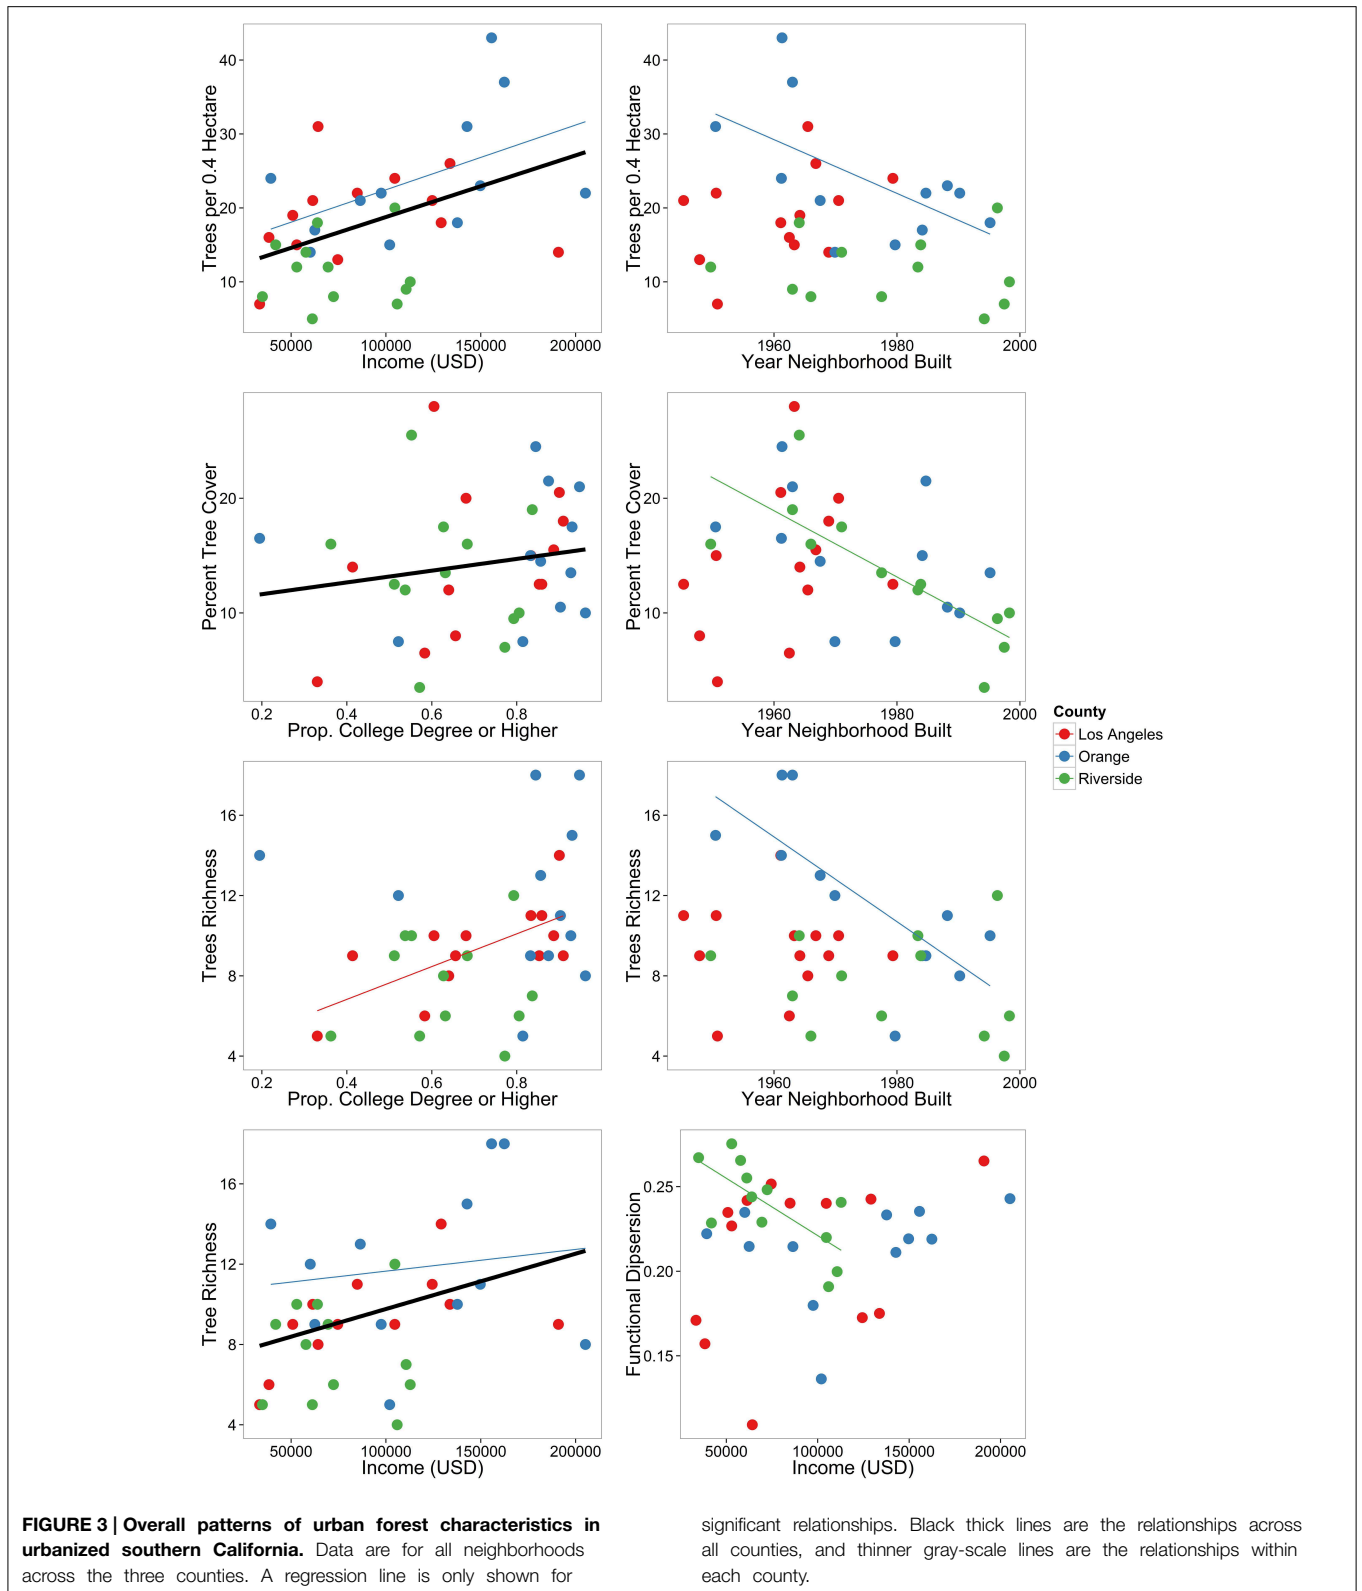 40
30
20
10
Trees per 0.4 Hectare
50000 100000 150000 200000
Income (USD)
40
30
20
10
Trees per 0.4 Hectare
1960 1980 2000
Year Neighborhood Built
20
10
Percent Tree Cover
0.2 0.4 0.6 0.8
Prop. College Degree or Higher
20
10
Percent Tree Cover
1960 1980 2000
Year Neighborhood Built
County
Los Angeles
Orange
Riverside
16
12
8
4
Trees Richness
0.2 0.4 0.6 0.8
Prop. College Degree or Higher
16
12
8
4
Trees Richness
1960 1980 2000
Year Neighborhood Built
16
12
8
4
Tree Richness
50000 100000 150000 200000
Income (USD)
0.25
0.20
0.15
Functional Dipsersion
50000 100000 150000 200000
Income (USD)
FIGURE 3 | Overall patterns of urban forest characteristics in
urbanized southern California. Data are for all neighborhoods
across the three counties. A regression line is only shown for
significant relationships. Black thick lines are the relationships across
all counties, and thinner gray-scale lines are the relationships within
each county.